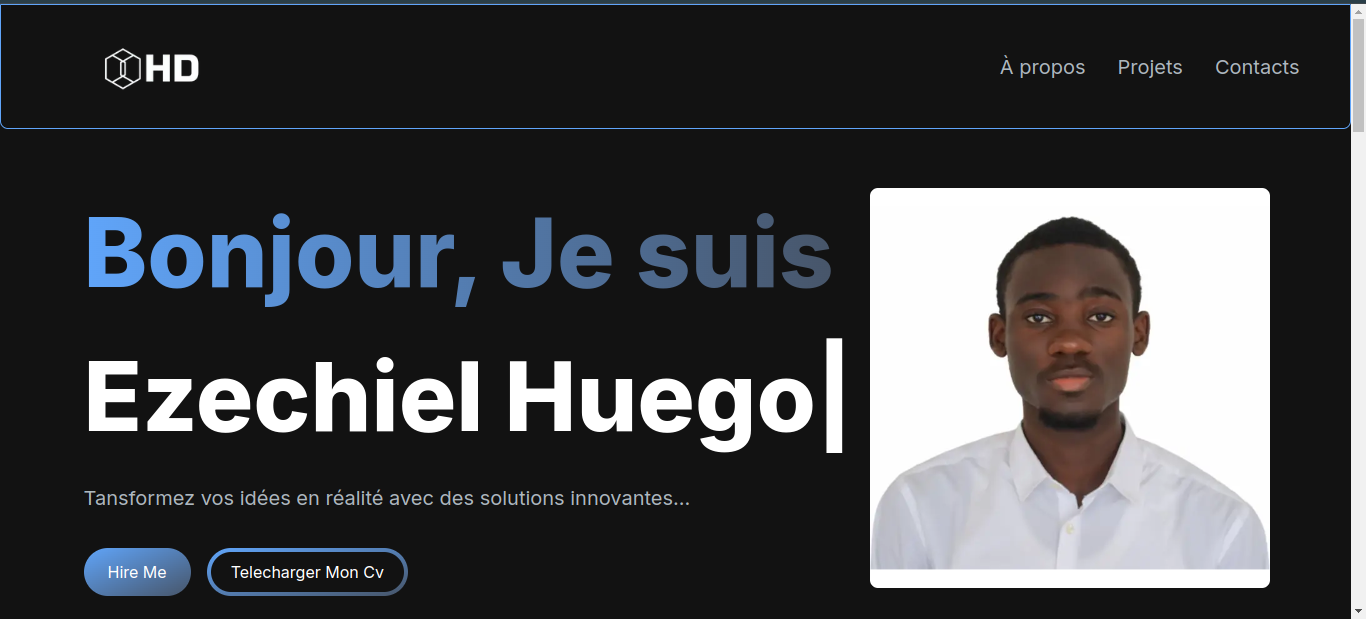 HD
À propos Projets Contacts
Bonjour, Je suis
Ezechiel Huego|
Tansformez vos idées en réalité avec des solutions innovantes...
Hire Me
Telecharger Mon Cv